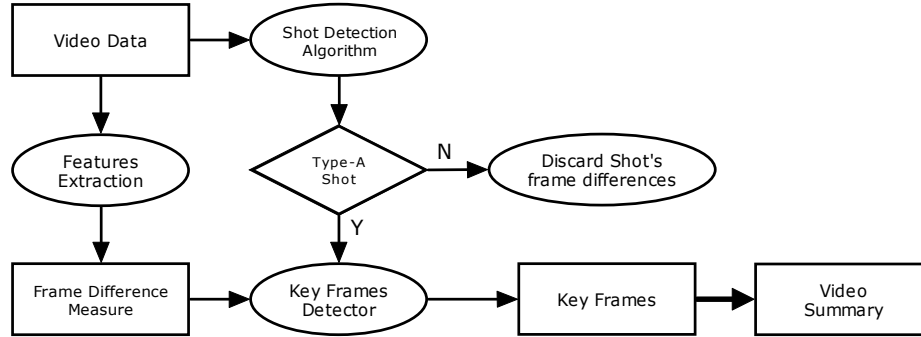 Video Data
Shot Detection
Algorithm
Features
Extraction
Type-A
Shot
N
Discard Shot's
frame differences
Y
Frame Difference
Measure
Key Frames
Detector
Key Frames
Video
Summary